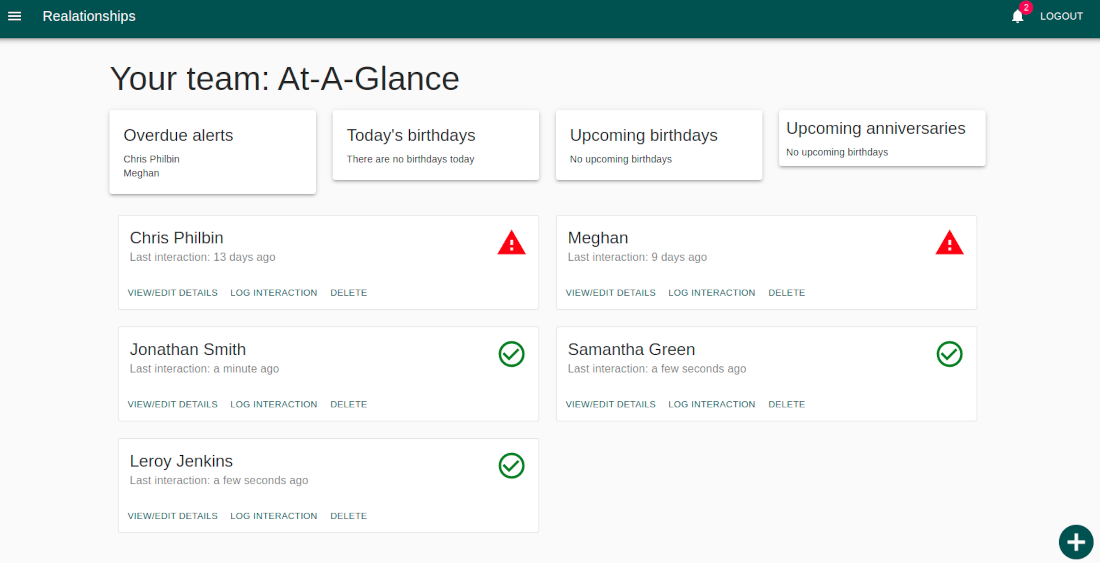 Realationships
2
LOGOUT
Your team: At-A-Glance
Overdue alerts
Chris Philbin
Meghan
Today's birthdays
There are no birthdays today
Upcoming birthdays
No upcoming birthdays
Upcoming anniversaries
No upcoming birthdays
Chris Philbin
Last interaction: 13 days ago
VIEW/EDIT DETAILS LOG INTERACTION DELETE
Meghan
Last interaction: 9 days ago
VIEW/EDIT DETAILS LOG INTERACTION DELETE
Jonathan Smith
Last interaction: a minute ago
VIEW/EDIT DETAILS LOG INTERACTION DELETE
Samantha Green
Last interaction: a few seconds ago
VIEW/EDIT DETAILS LOG INTERACTION DELETE
Leroy Jenkins
Last interaction: a few seconds ago
VIEW/EDIT DETAILS LOG INTERACTION DELETE